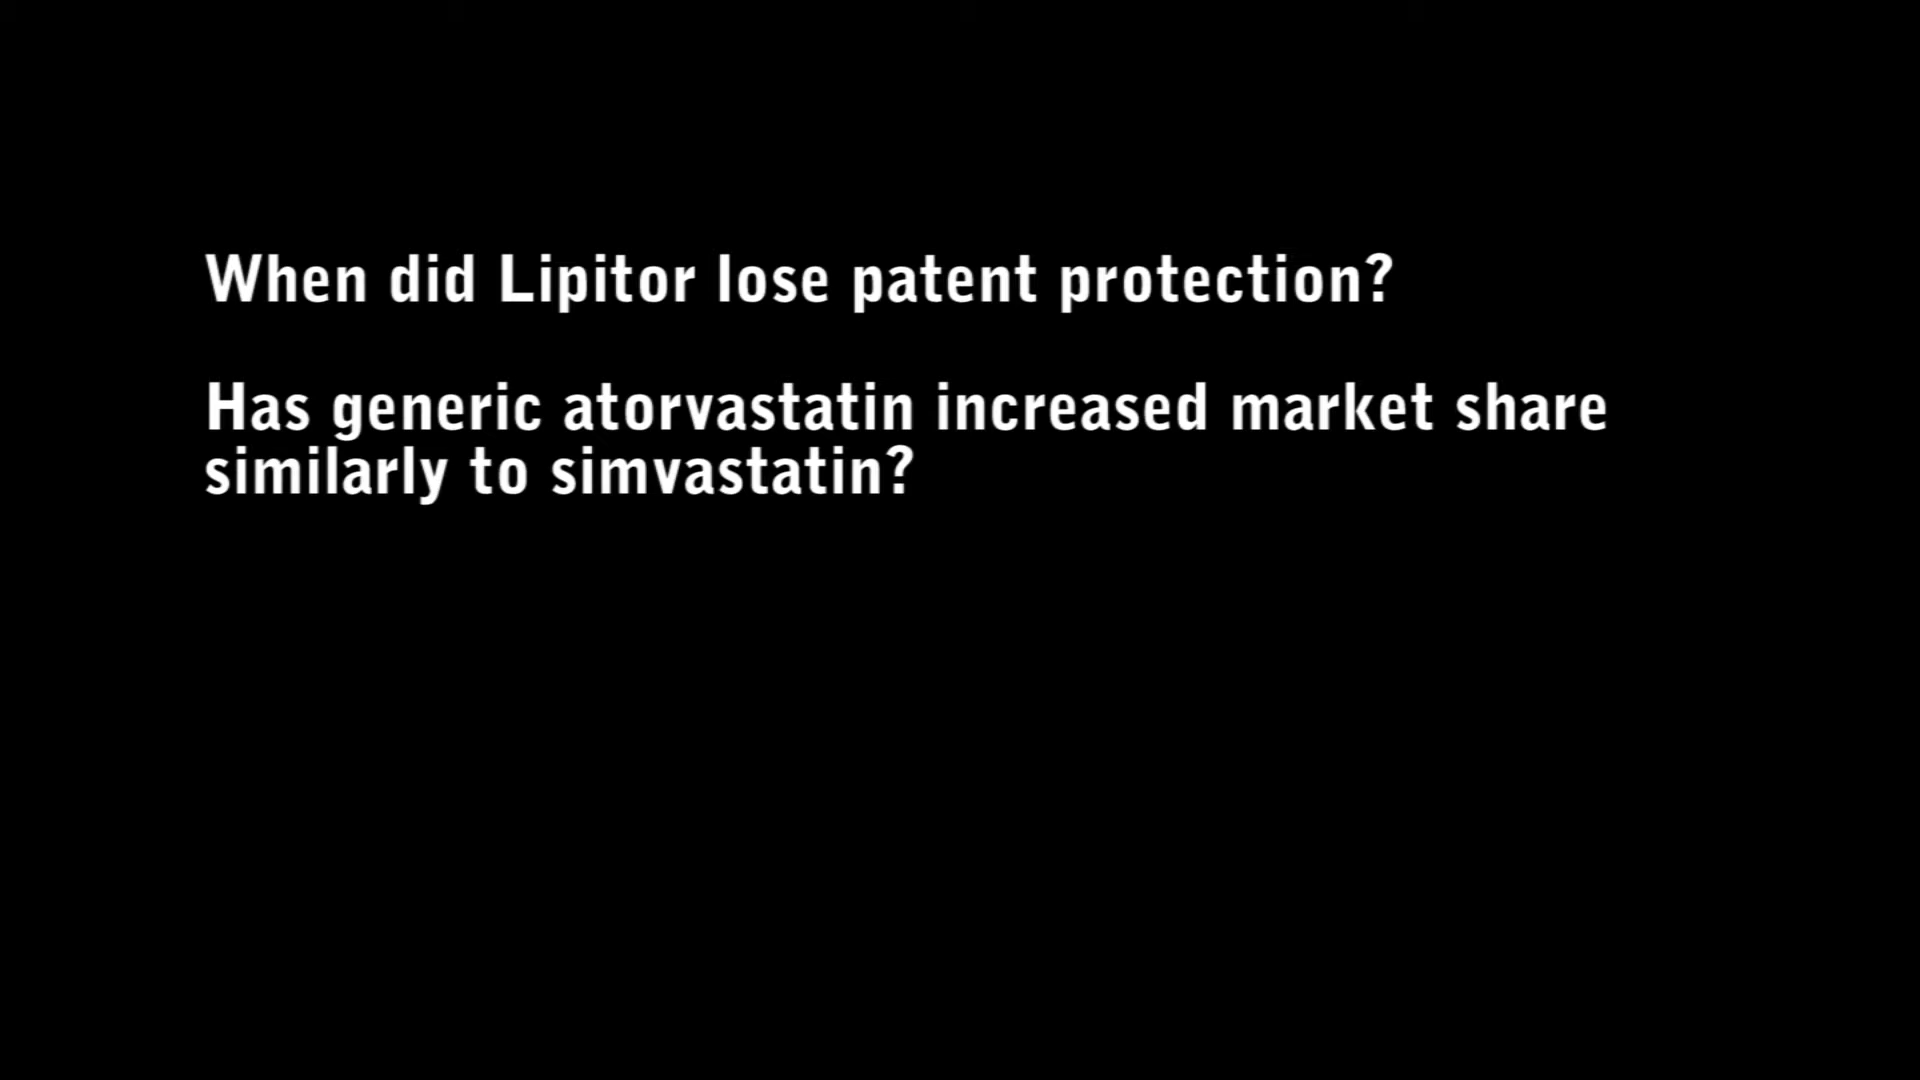 When did Lipitor lose patent protection?
Has generic atorvastatin increased market share
similarly to simvastatin?